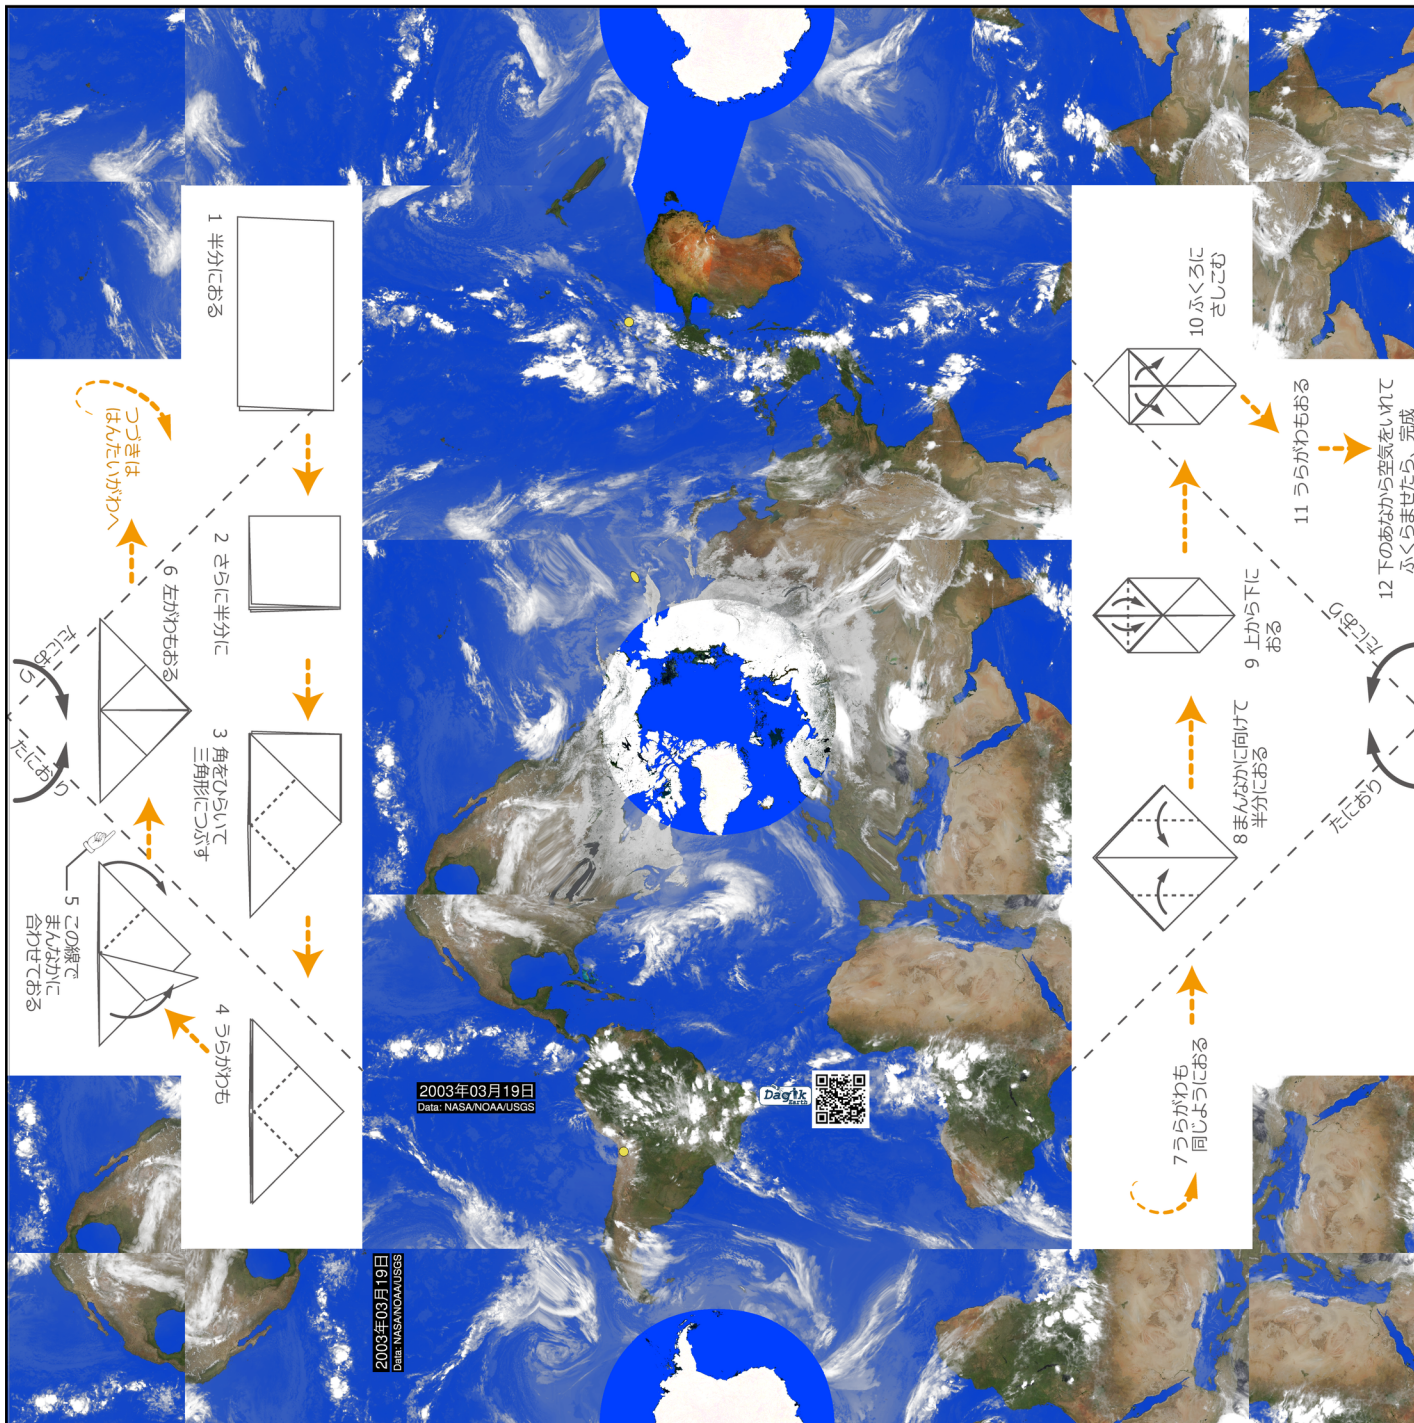 1 半分におる
2 さらに半分に
3 角をひらいて
三角形につぶす
4 うらがわも
5 この線で
まんなかに
合わせておる
6 左がわもおる
つづきは
はんたいがわへ
たにおり
たにおり
7 うらがわも
同じようにおる
8 まんなかに向けて
半分におる
9 上から下に
おる
10 ふくろに
さしこむ
11 うらがわもおる
12 下のあなから空気をいれて
ふくらませたら、完成
たにおり
たにおり
2003年03月19日
Data: NASA/NOAA/USGS
Dagik
Earth
2003年03月19日
Data: NASA/NOAA/USGS